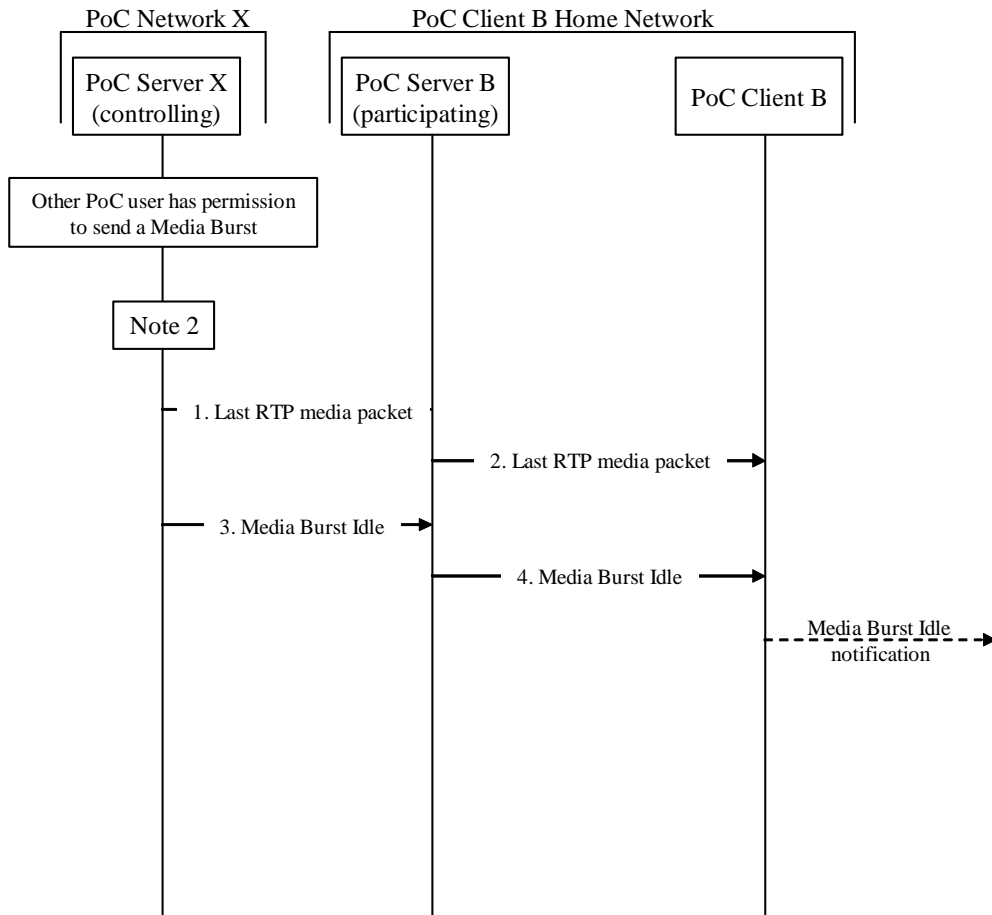 PoC Network X
PoC Client B Home Network
PoC Server X
(controlling)
PoC Server B
(participating)
PoC Client B
Other PoC user has permission
to send a Media Burst
Note 2
1. Last RTP media packet
2. Last RTP media packet
3. Media Burst Idle
4. Media Burst Idle
Media Burst Idle
notification